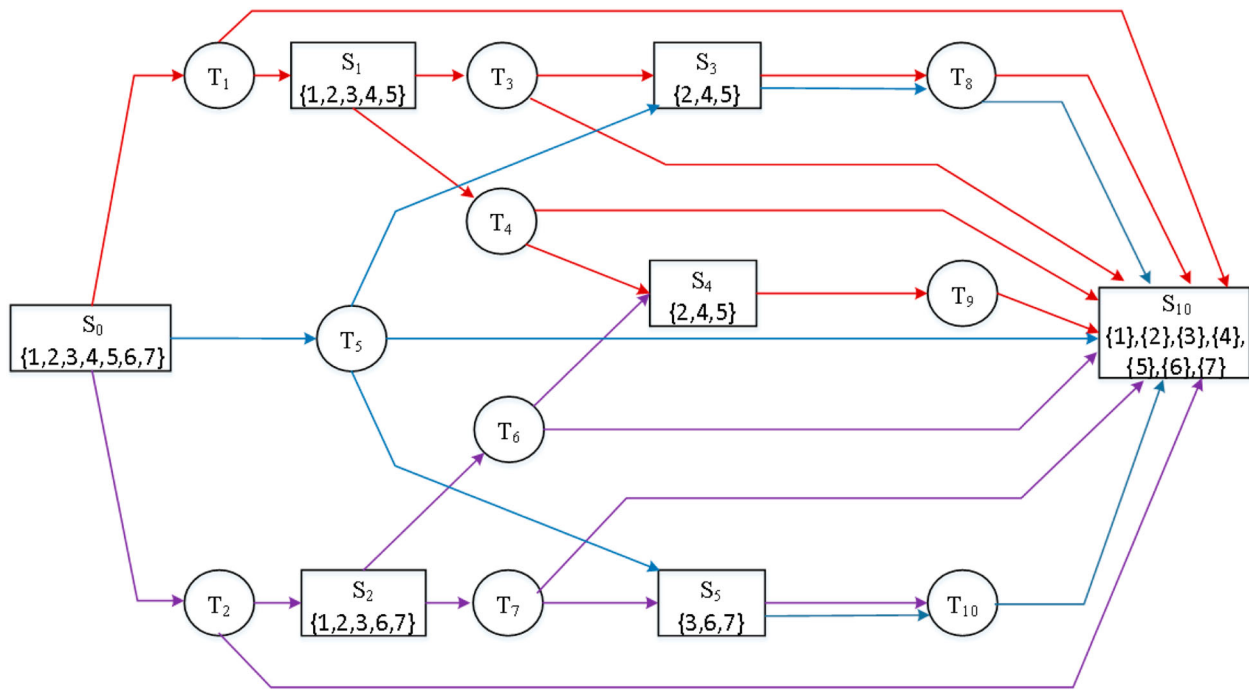 T1
S1
{1,2,3,4,5}
T3
S3
{2,4,5}
T8
T4
S4
{2,4,5}
T9
S0
{1,2,3,4,5,6,7}
T5
S10
{1},{2},{3},{4},
{5},{6},{7}
T6
T2
S2
{1,2,3,6,7}
T7
S5
{3,6,7}
T10